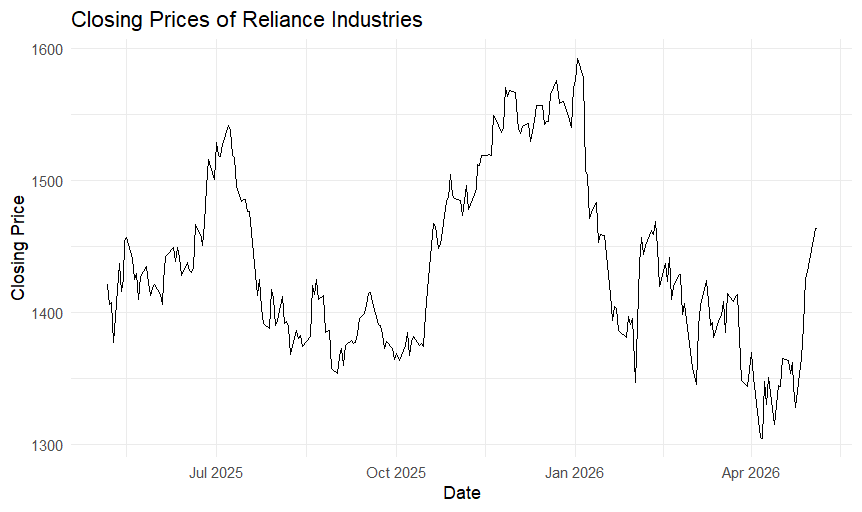 Closing Prices of Reliance Industries
1600
1500
1400
1300
Closing Price
Jul 2025
Oct 2025
Jan 2026
Apr 2026
Date